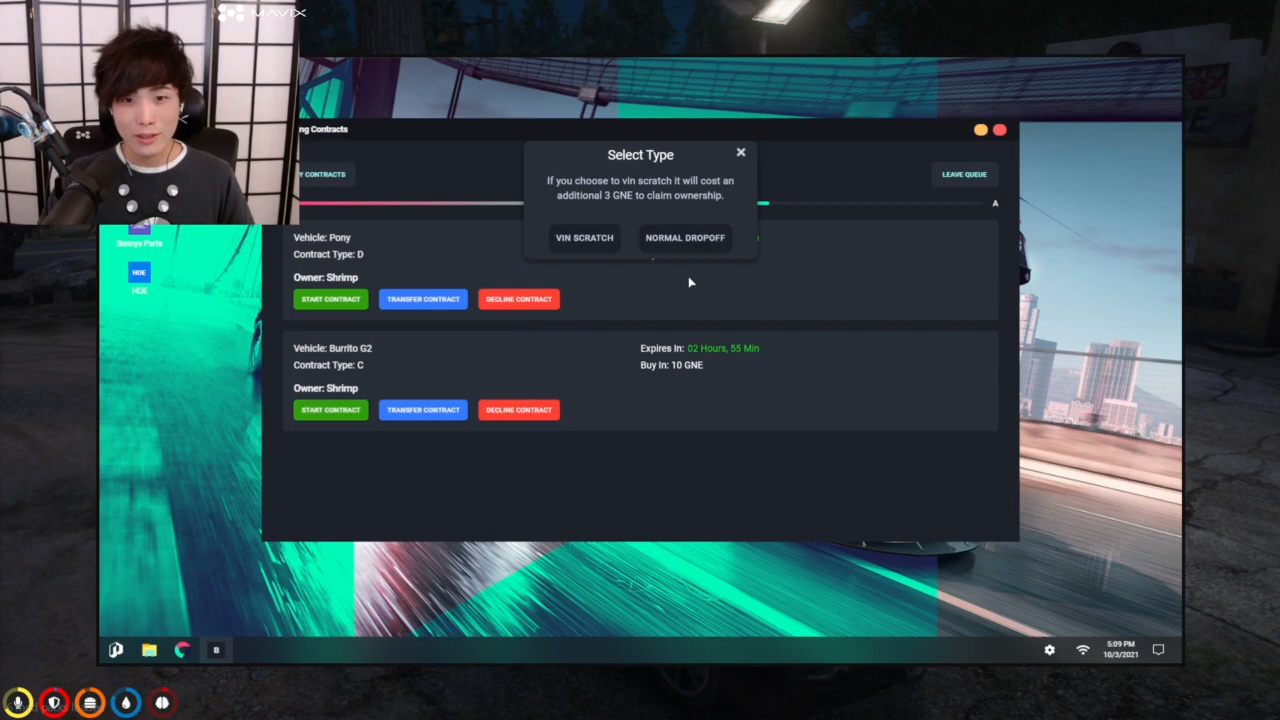 MAVIX
ng Contracts
Select Type
If you choose to vin scratch it will cost an
additional 3 GNE to claim ownership.
VIN SCRATCH
NORMAL DROPOFF
Y CONTRACTS
LEAVE QUEUE
A
Bennys Parts
HOE
HOE
Vehicle: Pony
Contract Type: D
Owner: Shrimp
START CONTRACT
TRANSFER CONTRACT
DECLINE CONTRACT
Vehicle: Burrito G2
Expires In: 02 Hours, 55 Min
Contract Type: C
Buy In: 10 GNE
Owner: Shrimp
START CONTRACT
TRANSFER CONTRACT
DECLINE CONTRACT
B
5:09 PM
10/3/2021